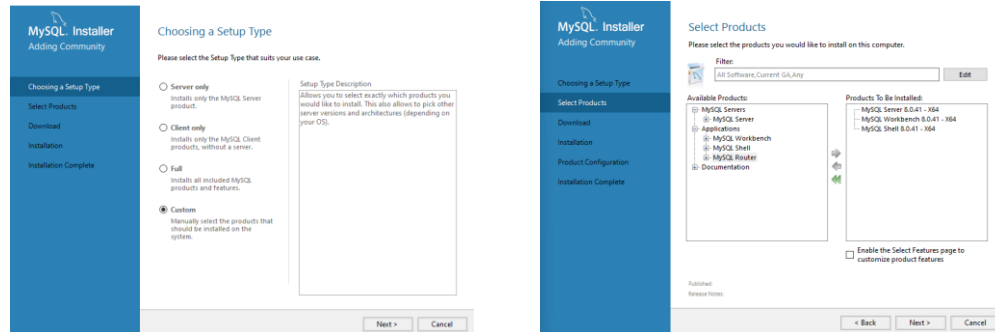 MySQL. Installer
Adding Community
Choosing a Setup Type
Select Products
Download
Installation
Installation Complete
Choosing a Setup Type
Please select the Setup Type that suits your use case.
Server only
Installs only the MySQL Server
product.
Client only
Installs only the MySQL Client
products, without a server.
Full
Installs all included MySQL
products and features.
Custom
Manually select the products that
should be installed on the
system.
Setup Type Description
Allows you to select exactly which products you
would like to install. This also allows to pick other
server versions and architectures (depending on
your OS).
Next >
Cancel
MySQL. Installer
Adding Community
Choosing a Setup Type
Select Products
Download
Installation
Product Configuration
Installation Complete
Select Products
Please select the products you would like to install on this computer.
Filter:
All Software,Current GA,Any
Edit
Available Products:
MySQL Servers
MySQL Server
Applications
MySQL Workbench
MySQL Shell
MySQL Router
Documentation
Products To Be Installed:
MySQL Server 8.0.41 - X64
MySQL Workbench 8.0.41 - X64
MySQL Shell 8.0.41 - X64
Enable the Select Features page to
customize product features
Published:
Release Notes:
< Back
Next >
Cancel